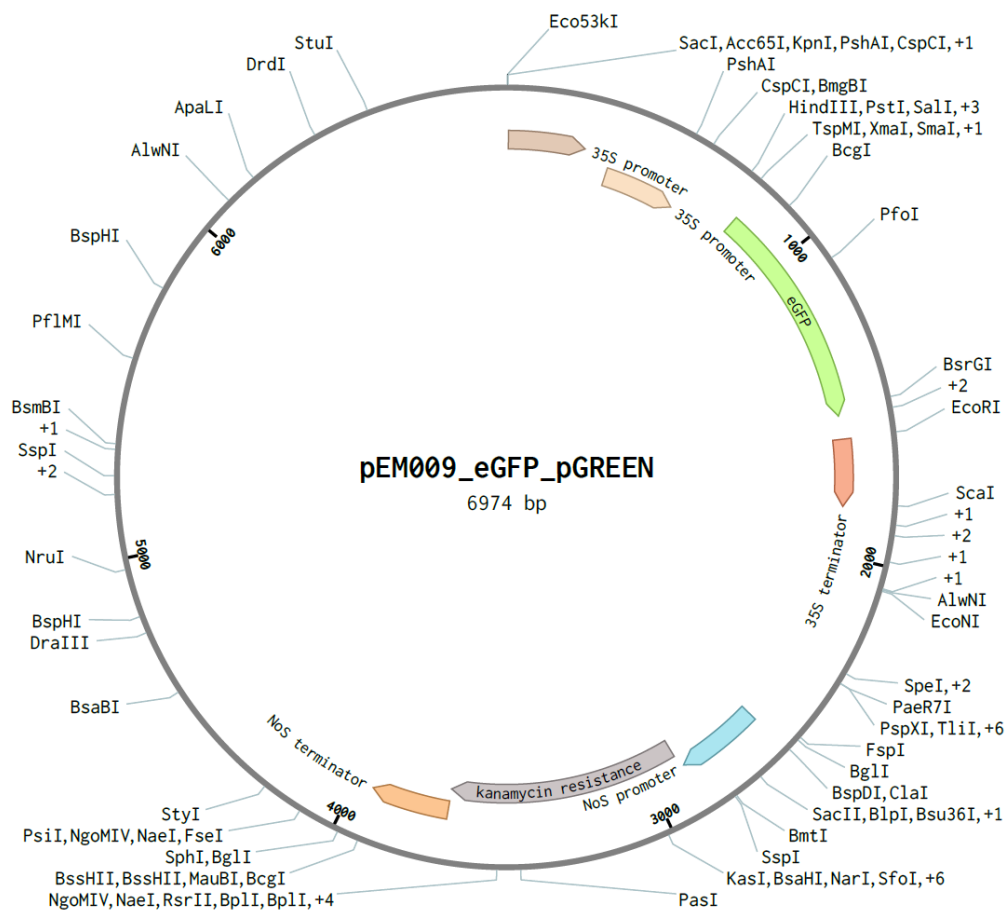 Eco53kI
SacI,Acc65I,KpnI,PshAI,CspCI,+1
PshAI
CspCI,BmgBI
HindIII,PstI,SalI,+3
TspMI,XmaI,SmaI,+1
BcgI
PfoI
BsrGI
+2
EcoRI
ScaI
+1
+2
+1
+1
AlwNI
EcoNI
SpeI,+2
PaeR7I
PspXI,TliI,+6
FspI
BglI
BspDI,ClaI
SacII,BlpI,Bsu36I,+1
BmtI
SspI
KasI,BsaHI,NarI,SfoI,+6
PasI
NgoMIV,NaeI,RsrII,BplI,BplI,+4
BssHII,BssHII,MauBI,BcgI
SphI,BglI
PsiI,NgoMIV,NaeI,FseI
StyI
BsaBI
DraIII
BspHI
NruI
+2
SspI
+1
BsmBI
PflMI
BspHI
AlwNI
ApaLI
DrdI
StuI
35S promoter
35S promoter
eGFP
35S terminator
NoS promoter
kanamycin resistance
NoS terminator
1000
2000
3000
4000
5000
6000
pEM009_eGFP_pGREEN
6974 bp